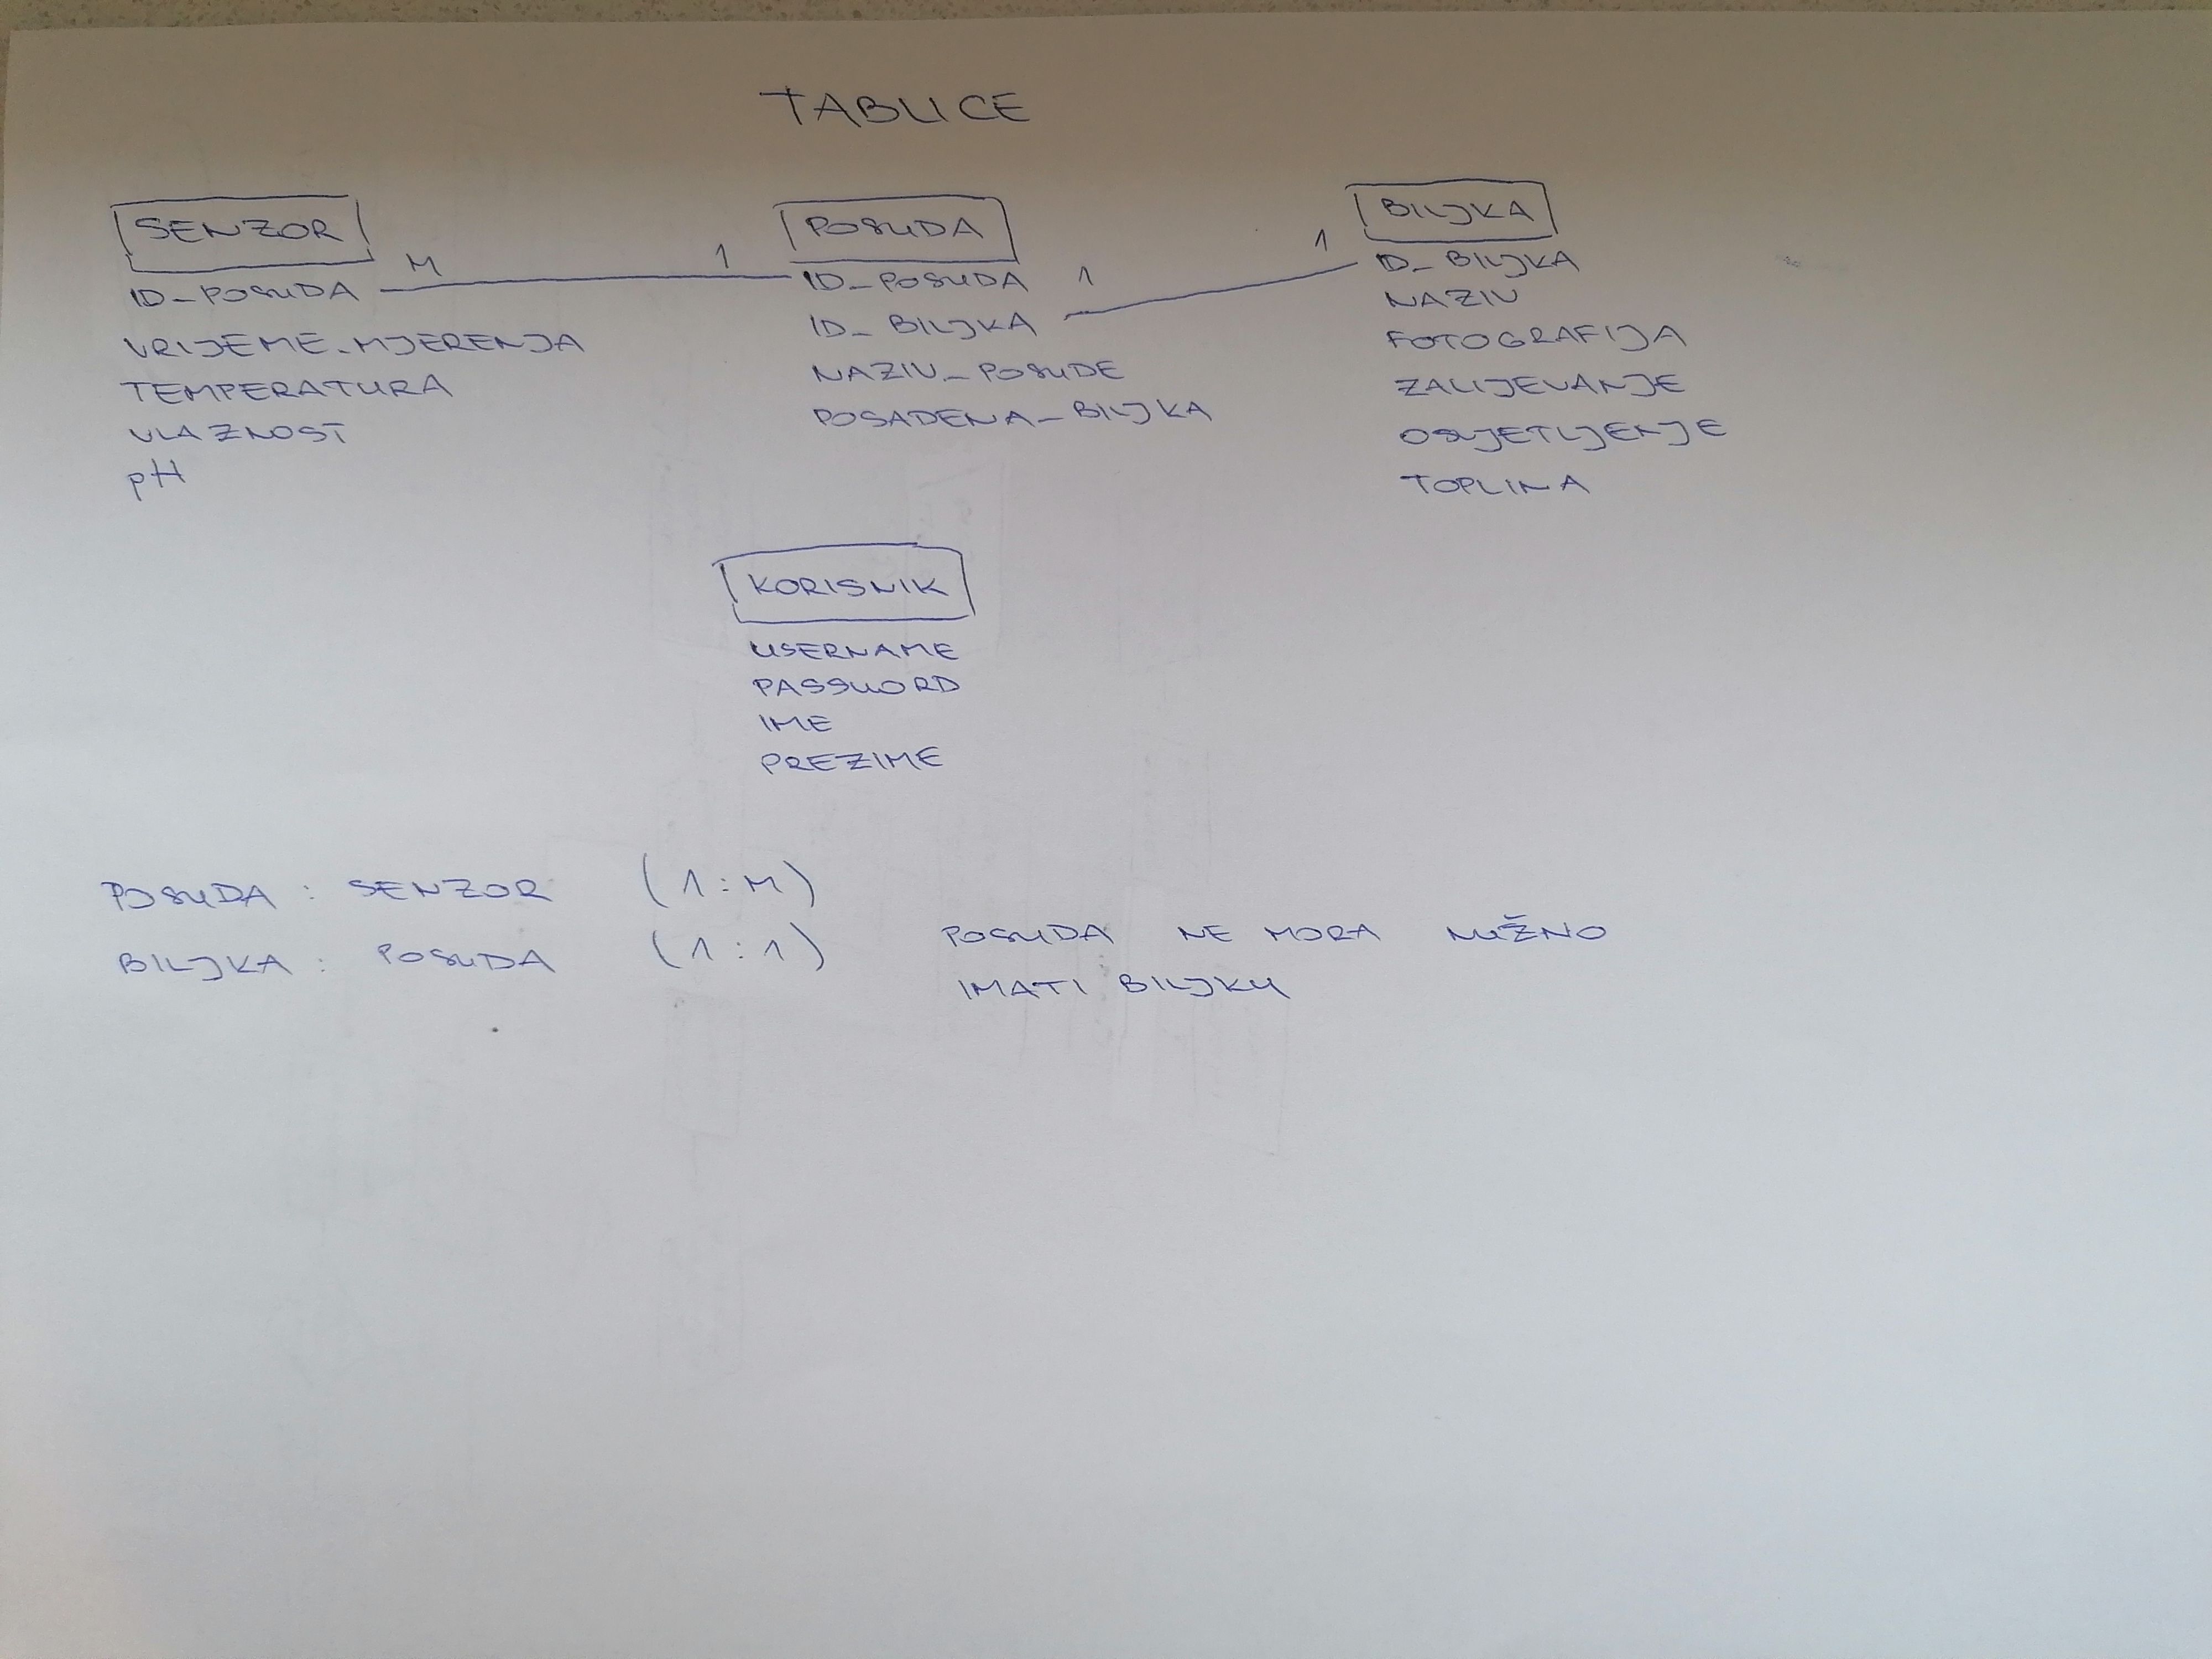 TABLICE
SENZOR
M
ID_POSUDA
VRIJEME_MJERENJA
TEMPERATURA
VLAZNOST
pH
1
POSUDA
ID_POSUDA
1
ID_BILJKA
NAZIV_POSUDE
POSAĐENA_BILJKA
1
BILJKA
ID_BILJKA
NAZIV
FOTOGRAFIJA
ZALIJEVANJE
OSVJETLJENJE
TOPLINA
KORISNIK
USERNAME
PASSWORD
IME
PREZIME
POSUDA : SENZOR (1:M)
BILJKA : POSUDA (1:1)
POSUDA NE MORA NUŽNO
IMATI BILJKU